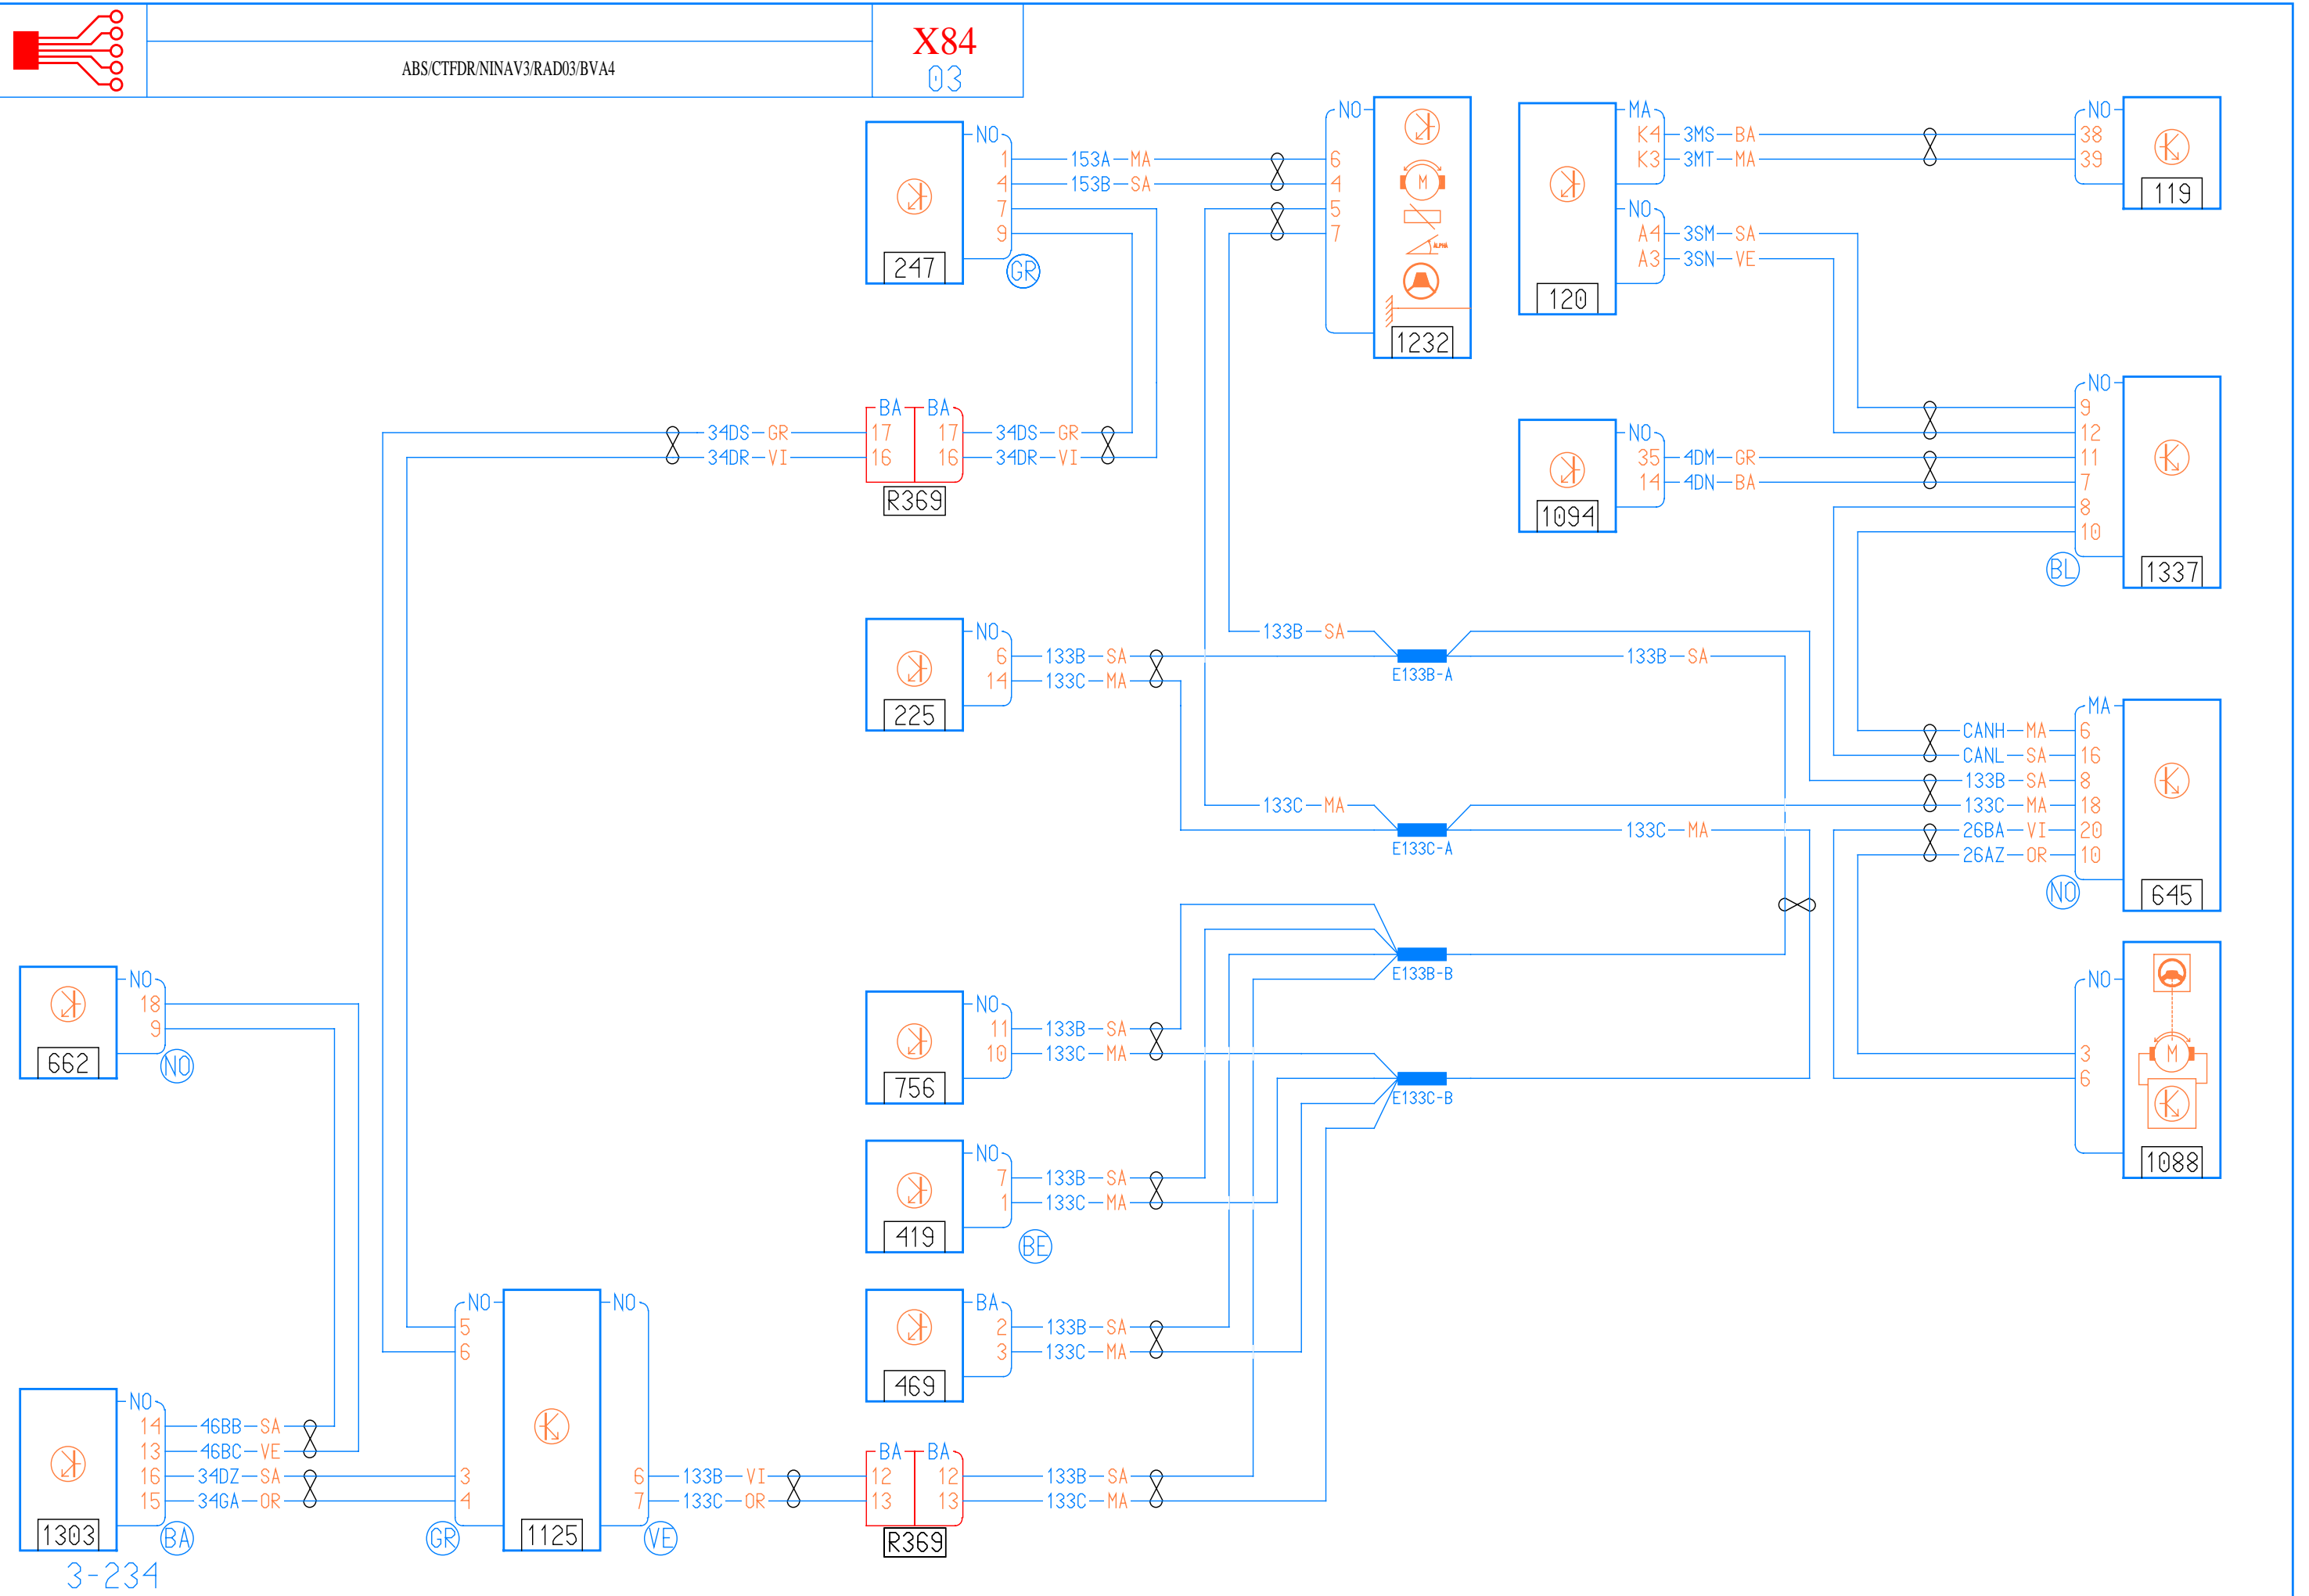 X84
ABS/CTFDR/NINAV3/RAD03/BVA4
03
NO
1 153A MA
4 153B SA
7
9
247
GR
NO
6
4
5
7
M
ALPHA
1232
MA
K4 3MS BA
K3 3MT MA
NO
A4 3SM SA
A3 3SN VE
120
NO
38
39
119
34DS GR
34DR VI
BA BA
17 17
16 16
R369
34DS GR
34DR VI
NO
35 4DM GR
14 4DN BA
1094
NO
9
12
11
7
8
10
BL
1337
NO
6 133B SA
14 133C MA
225
133B SA
E133B-A
133B SA
133C MA
E133C-A
133C MA
MA
CANH MA 6
CANL SA 16
133B SA 8
133C MA 18
26BA VI 20
26AZ OR 10
NO
645
E133B-B
E133C-B
NO
18
9
662
NO
NO
11 133B SA
10 133C MA
756
NO
3
6
M
1088
NO
7 133B SA
1 133C MA
419
BE
BA
2 133B SA
3 133C MA
469
NO
14 46BB SA
13 46BC VE
16 34DZ SA
15 34GA OR
1303
BA
NO
5
6
3
4
GR
1125
NO
6 133B VI
7 133C OR
VE
BA BA
12 12
13 13
R369
133B SA
133C MA
3-234